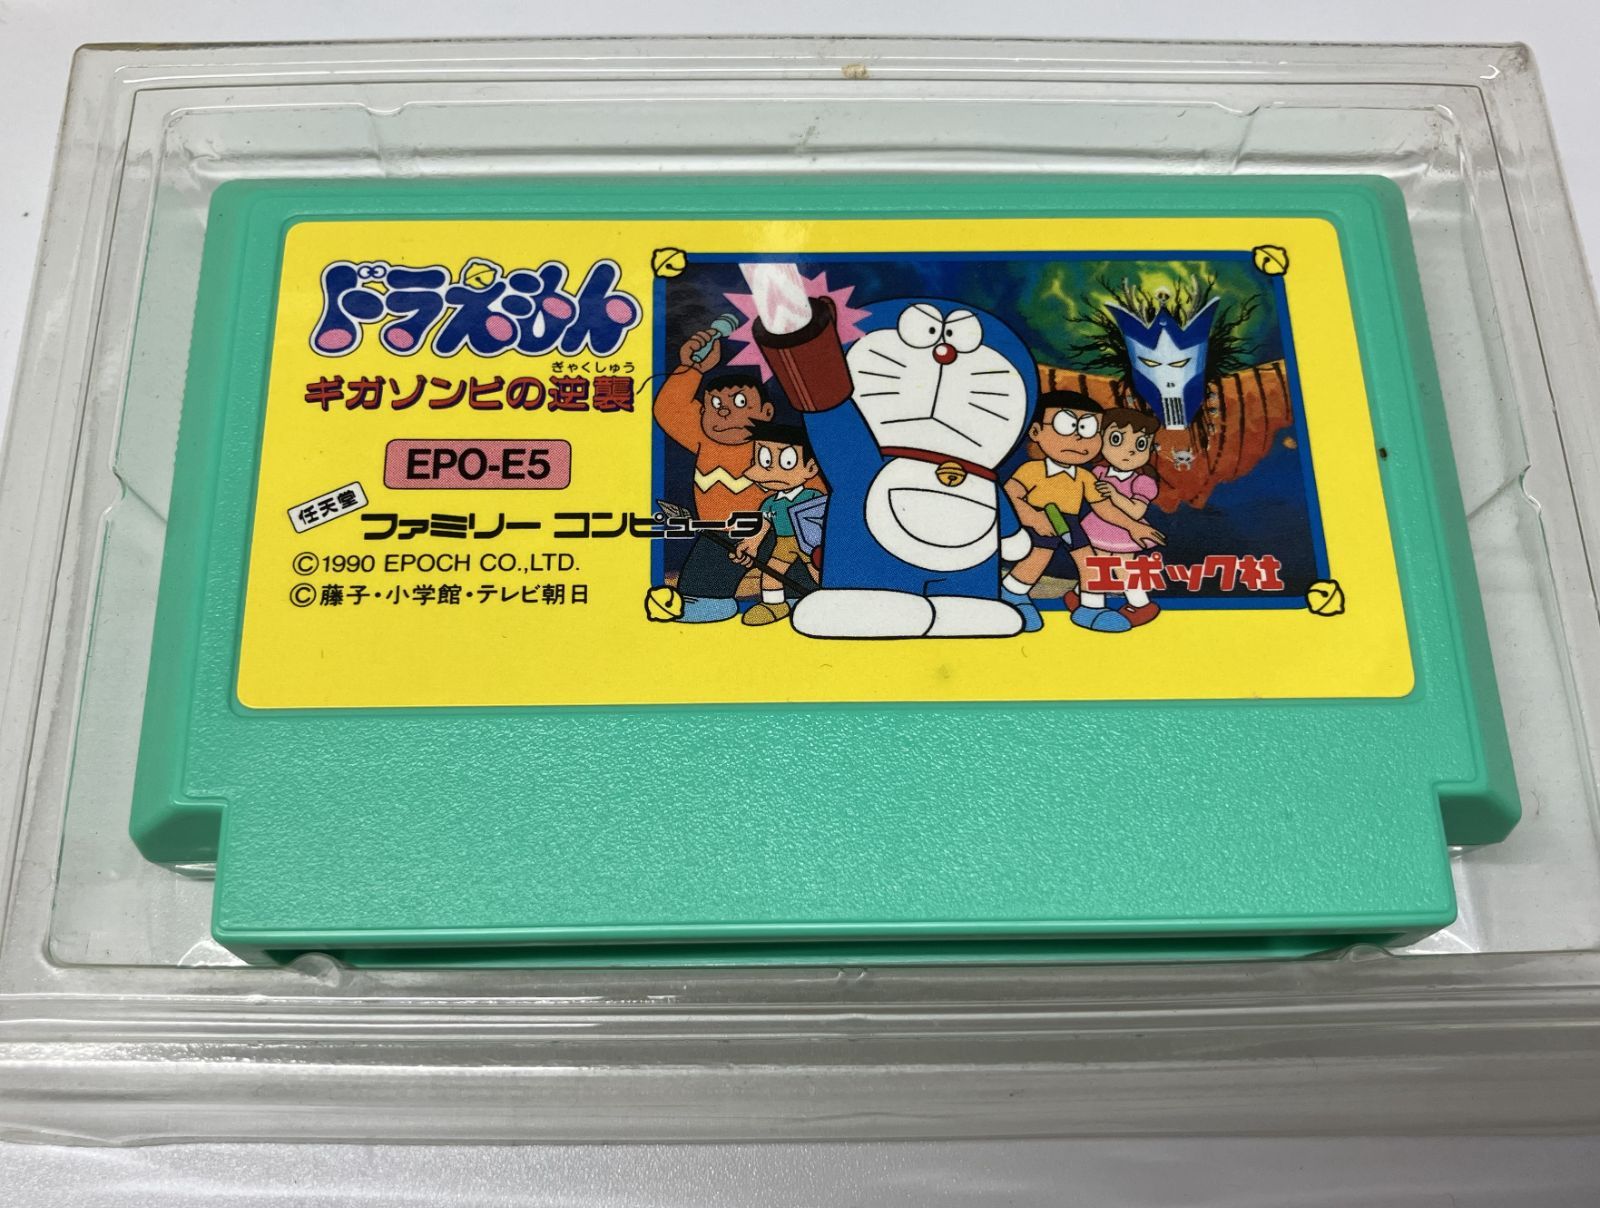 ドラえもん
ぎゃくしゅう
ギガゾンビの逆襲
EPO-E5
任天堂
ファミリー コンピュータ™
©1990 EPOCH CO.,LTD.
©藤子・小学館・テレビ朝日
エポック社